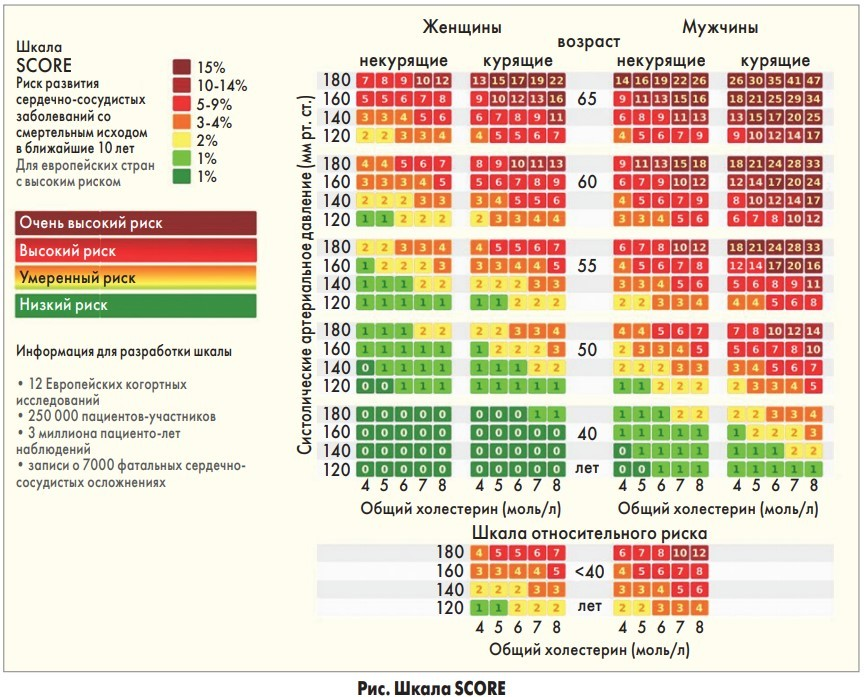 Женщины
Мужчины
возраст
некурящие
курящие
некурящие
курящие
Шкала
SCORE
Риск развития
сердечно-сосудистых
заболеваний со
смертельным исходом
в ближайшие 10 лет
Для европейских стран
с высоким риском
15%
10-14%
5-9%
3-4%
2%
1%
1%
Очень высокий риск
Высокий риск
Умеренный риск
Низкий риск
Информация для разработки шкалы
• 12 Европейских когортных
исследований
• 250 000 пациентов-участников
• 3 миллиона пациенто-лет
наблюдений
• записи о 7000 фатальных сердечно-
сосудистых осложнениях
Систолические артериальное давление (мм рт. ст.)
180 7 8 9 10 12 13 15 17 19 22 14 16 19 22 26 26 30 35 41 47
160 5 5 6 7 8 9 10 12 13 16 65 9 11 13 15 16 18 21 25 29 34
140 3 3 4 5 6 6 7 8 9 11 6 8 9 11 13 13 15 17 20 25
120 2 2 3 3 4 4 5 5 6 7 4 5 6 7 9 9 10 12 14 17
180 4 4 5 6 7 8 9 10 11 13 9 11 13 15 18 18 21 24 28 33
160 3 3 3 4 5 5 6 7 8 9 60 6 7 9 10 12 12 14 17 20 24
140 2 2 2 3 3 3 4 5 5 6 4 5 6 7 9 8 10 12 14 17
120 1 1 2 2 2 2 3 3 4 4 3 3 4 5 6 6 7 8 10 12
180 2 2 3 3 4 4 5 5 6 7 6 7 8 10 12 18 21 24 28 33
160 1 2 2 2 3 3 3 4 4 5 55 4 5 6 7 8 12 14 17 20 16
140 1 1 1 2 2 2 2 2 3 3 3 3 4 5 6 5 6 8 9 11
120 1 1 1 1 1 1 1 2 2 2 2 2 3 3 4 4 4 5 6 8
180 1 1 1 2 2 2 2 3 3 4 4 4 5 6 7 7 8 10 12 14
160 1 1 1 1 1 1 2 2 2 3 50 2 3 3 4 5 5 6 7 8 10
140 0 1 1 1 1 1 1 1 1 2 2 2 2 3 3 3 4 5 6 7
120 0 0 1 1 1 1 1 1 1 1 1 1 2 2 2 2 3 3 4 5
180 0 0 0 0 0 0 0 0 1 1 1 1 1 2 2 2 2 3 3 4
160 0 0 0 0 0 0 0 0 0 0 40 1 1 1 1 1 1 2 2 2 3
140 0 0 0 0 0 0 0 0 0 0 0 1 1 1 1 1 1 1 2 2
120 0 0 0 0 0 0 0 0 0 0 лет 0 0 1 1 1 1 1 1 1 1
4 5 6 7 8 4 5 6 7 8 4 5 6 7 8 4 5 6 7 8
Общий холестерин (моль/л) Общий холестерин (моль/л)
Шкала относительного риска
180 4 5 5 6 7 6 7 8 10 12
160 3 3 4 4 5 <40 4 5 6 7 8
140 2 2 2 3 3 3 3 4 5 6
120 1 1 2 2 2 лет 2 2 3 3 4
4 5 6 7 8 4 5 6 7 8
Общий холестерин (моль/л)
Рис. Шкала SCORE